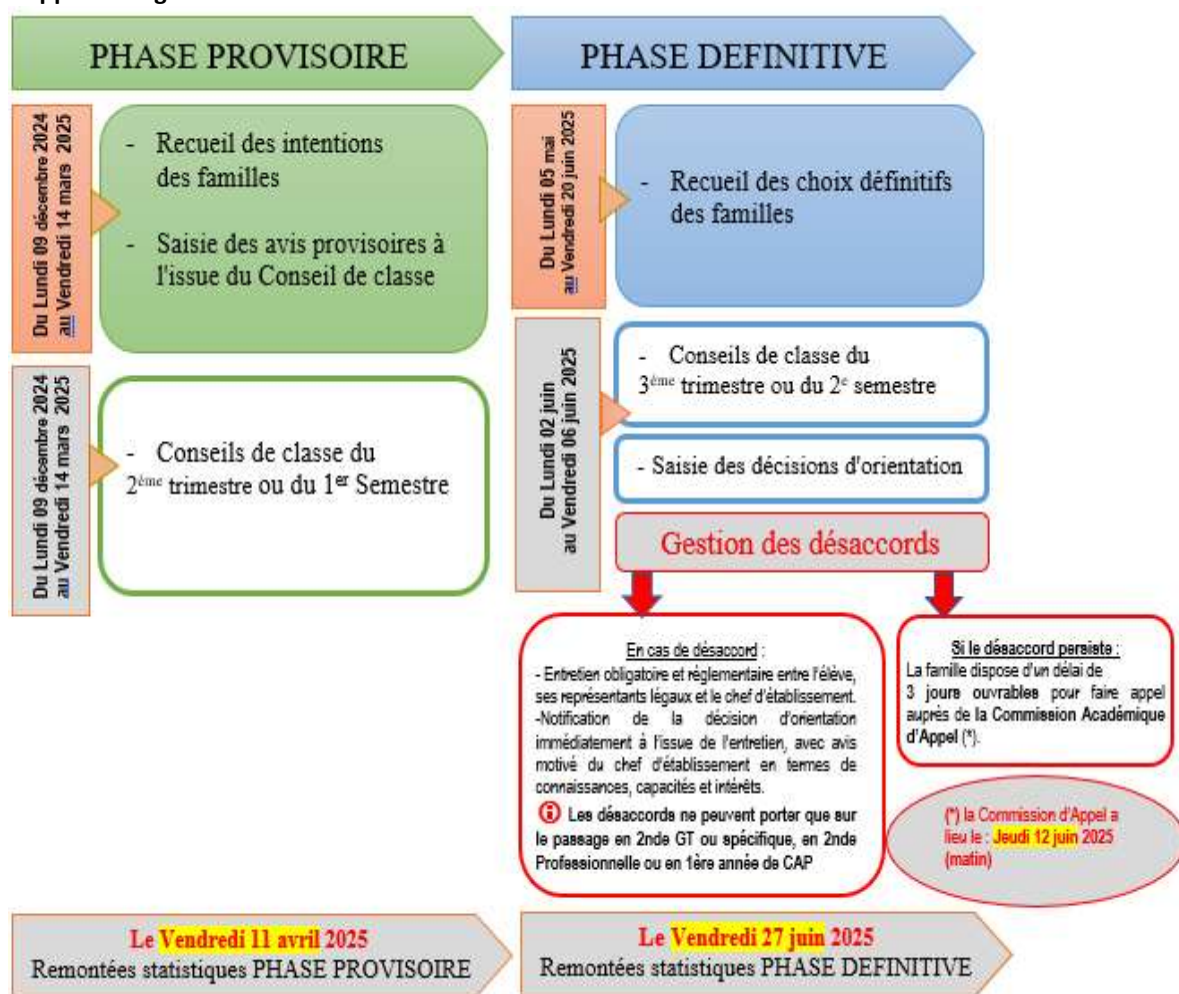 PHASE PROVISOIRE
Du Lundi 09 décembre 2024
au Vendredi 14 mars 2025
- Recueil des intentions
des familles
- Saisie des avis provisoires à
l'issue du Conseil de classe
Du Lundi 09 décembre 2024
au Vendredi 14 mars 2025
- Conseils de classe du
2ème trimestre ou du 1er Semestre
PHASE DEFINITIVE
Du Lundi 05 mai
au Vendredi 20 juin 2025
- Recueil des choix définitifs
des familles
Du Lundi 02 juin
au Vendredi 06 juin 2025
- Conseils de classe du
3ème trimestre ou du 2e semestre
- Saisie des décisions d'orientation
Gestion des désaccords
En cas de désaccord :
- Entretien obligatoire et réglementaire entre l'élève,
ses représentants légaux et le chef d'établissement.
-Notification de la décision d'orientation
immédiatement à l'issue de l'entretien, avec avis
motivé du chef d'établissement en termes de
connaissances, capacités et intérêts.
Les désaccords ne peuvent porter que sur
le passage en 2nde GT ou spécifique, en 2nde
Professionnelle ou en 1ère année de CAP
Si le désaccord persiste :
La famille dispose d'un délai de
3 jours ouvrables pour faire appel
auprès de la Commission Académique
d'Appel (*).
(*) la Commission d'Appel a
lieu le : Jeudi 12 juin 2025
(matin)
Le Vendredi 11 avril 2025
Remontées statistiques PHASE PROVISOIRE
Le Vendredi 27 juin 2025
Remontées statistiques PHASE DEFINITIVE